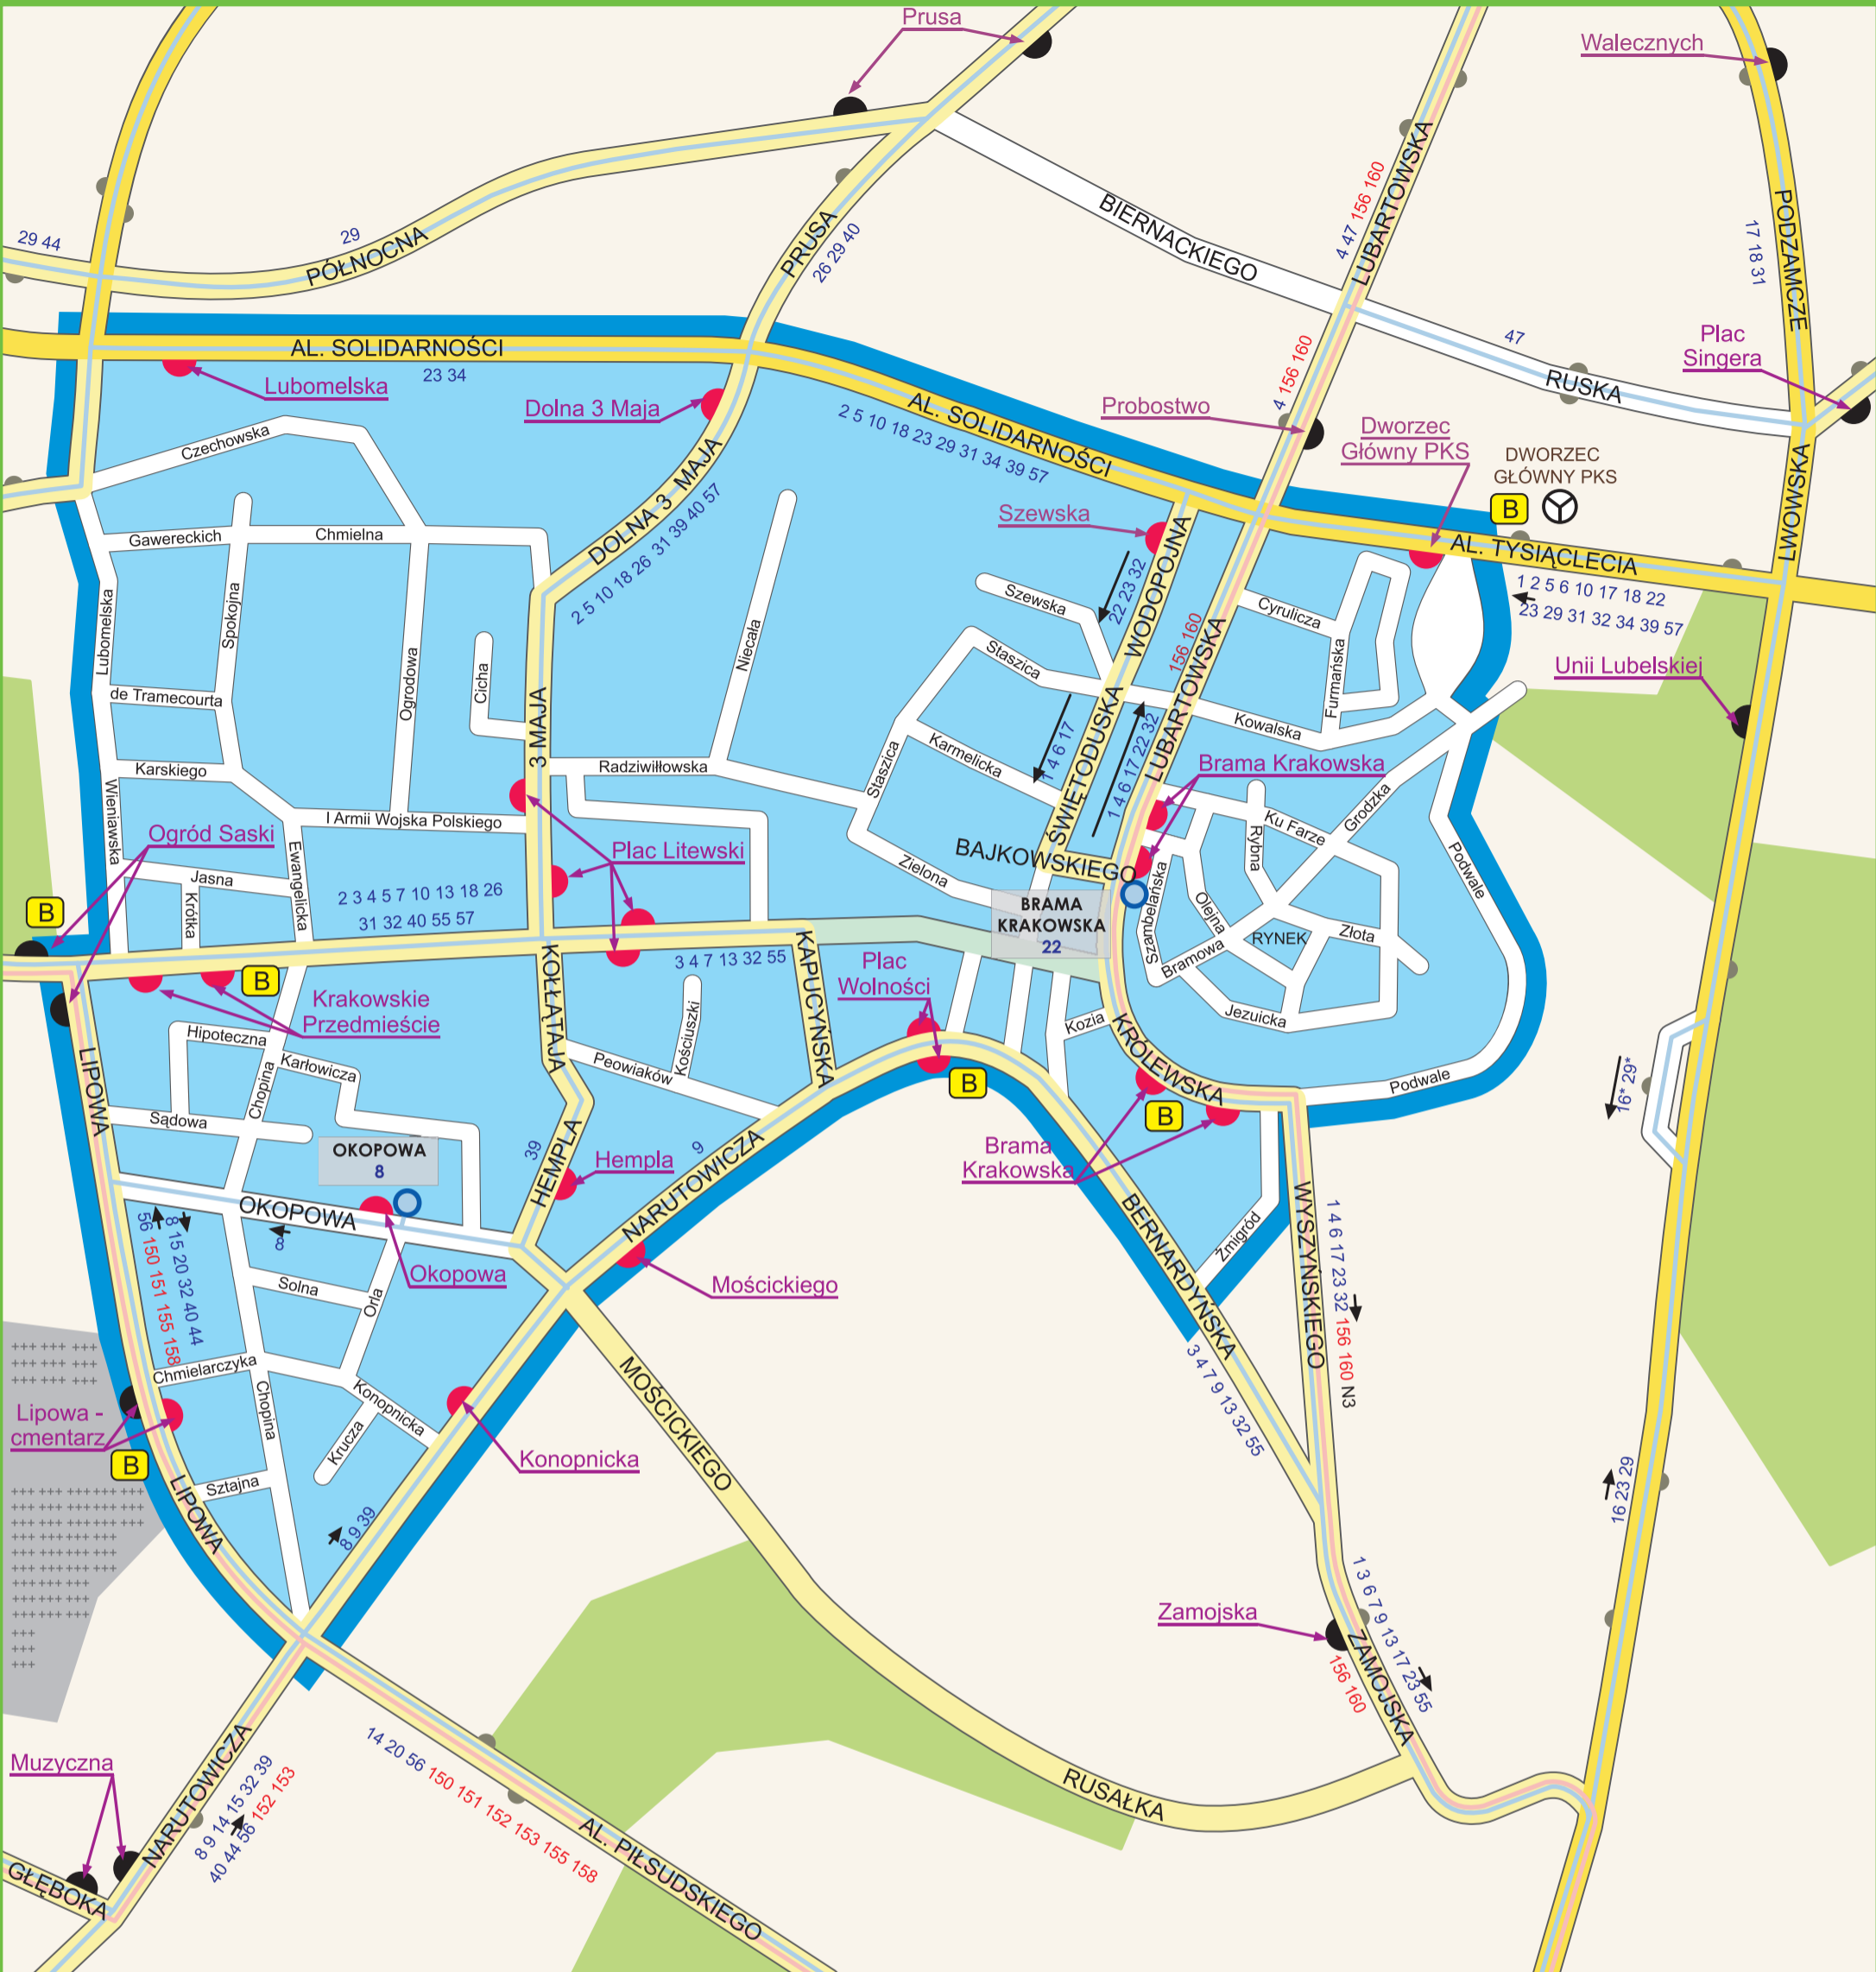 Prusa
Walecznych
29 44
29
PÓŁNOCNA
PRUSA
26 29 40
BIERNACKIEGO
4 47 156 160
LUBARTOWSKA
17 18 31
PODZAMCZE
47
RUSKA
Plac
Singera
AL. SOLIDARNOŚCI
23 34
Lubomelska
Dolna 3 Maja
AL. SOLIDARNOŚCI
2 5 10 18 23 29 31 34 39 57
Probostwo
4 156 160
Dworzec
Główny PKS
DWORZEC
GŁÓWNY PKS
B
LWOWSKA
Czechowska
DOLNA 3 MAJA
2 5 10 18 26 31 39 40 57
Szewska
AL. TYSIĄCLECIA
1 2 5 6 10 17 18 22
23 29 31 32 34 39 57
Gawereckich
Chmielna
Lubomelska
Spokojna
Ogrodowa
Cicha
Niecała
Szewska
22 23 32
WODOPOJNA
156 160
LUBARTOWSKA
Cyrulicza
Furmańska
Unii Lubelskiej
de Tramecourta
3 MAJA
Staszica
Kowalska
Karskiego
Radziwiłłowska
Staszica
Karmelicka
1 4 6 17
ŚWIĘTODUSKA
1 4 6 17 22 32
Brama Krakowska
Wieniawska
I Armii Wojska Polskiego
Ogród Saski
Ewangelicka
Plac Litewski
Zielona
BAJKOWSKIEGO
Ku Farze
Rybna
Grodzka
Podwale
Jasna
Krótka
2 3 4 5 7 10 13 18 26
31 32 40 55 57
B
BRAMA
KRAKOWSKA
22
Szambelańska
Olejna
Bramowa
RYNEK
Złota
Jezuicka
B
Krakowskie
Przedmieście
KOŁŁĄTAJA
3 4 7 13 32 55
KAPUCYŃSKA
Plac
Wolności
Kościuszki
Peowiaków
Kozia
KRÓLEWSKA
Podwale
LIPOWA
Hipoteczna
Karłowicza
Chopina
Sądowa
B
B
16* 29*
OKOPOWA
8
39
HEMPLA
Hempla
9
NARUTOWICZA
Brama
Krakowska
OKOPOWA
8
8 15 20 32 40 44
56 150 151 155 158
Okopowa
Mościckiego
Solna
Orla
BERNARDYŃSKA
Żmigród
WYSZYŃSKIEGO
1 4 6 17 23 32 156 160 N3
3 4 7 9 13 32 55
Chmielarczyka
Chopina
Konopnicka
Krucza
Lipowa -
cmentarz
B
Sztajna
LIPOWA
Konopnicka
8 9 39
MOŚCICKIEGO
16 23 29
Zamojska
1 3 6 7 9 13 17 23 55
156 160
ZAMOJSKA
Muzyczna
NARUTOWICZA
8 9 14 15 32 39
40 44 56 152 153
14 20 56 150 151 152 153 155 158
RUSAŁKA
GŁĘBOKA
AL. PIŁSUDSKIEGO